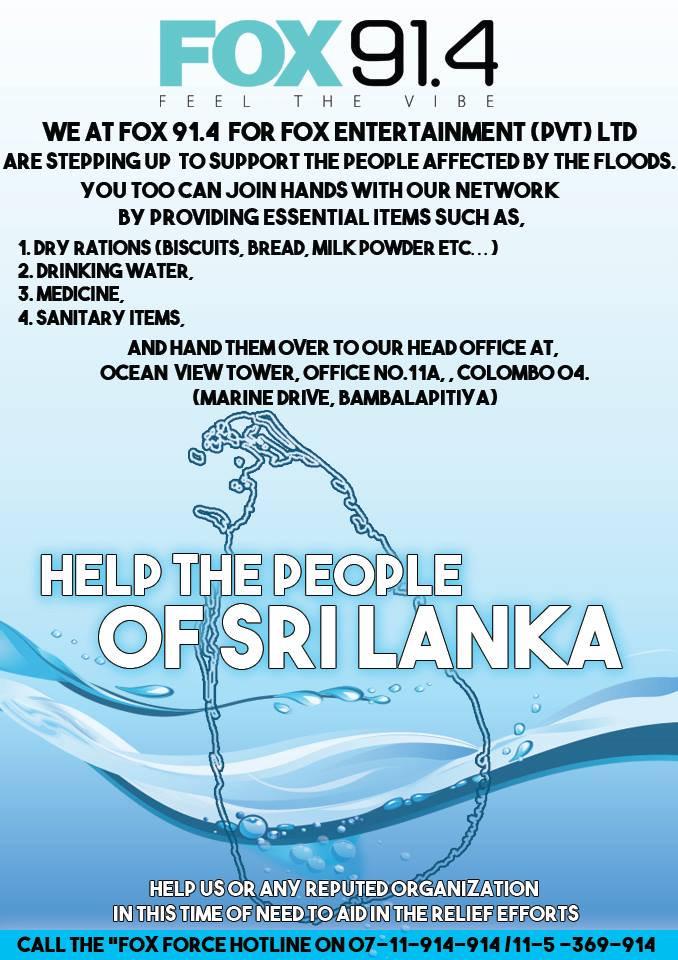 FOX 91.4
FEEL THE VIBE
WE AT FOX 91.4 FOR FOX ENTERTAINMENT (PVT) LTD
ARE STEPPING UP TO SUPPORT THE PEOPLE AFFECTED BY THE FLOODS.
YOU TOO CAN JOIN HANDS WITH OUR NETWORK
BY PROVIDING ESSENTIAL ITEMS SUCH AS,
1. DRY RATIONS (BISCUITS, BREAD, MILK POWDER ETC...)
2. DRINKING WATER,
3. MEDICINE,
4. SANITARY ITEMS,
AND HAND THEM OVER TO OUR HEAD OFFICE AT,
OCEAN VIEW TOWER, OFFICE NO.11A, , COLOMBO 04.
(MARINE DRIVE, BAMBALAPITIYA)
HELP THE PEOPLE
OF SRI LANKA
HELP US OR ANY REPUTED ORGANIZATION
IN THIS TIME OF NEED TO AID IN THE RELIEF EFFORTS
CALL THE "FOX FORCE HOTLINE ON 07-11-914-914 /11-5 -369-914